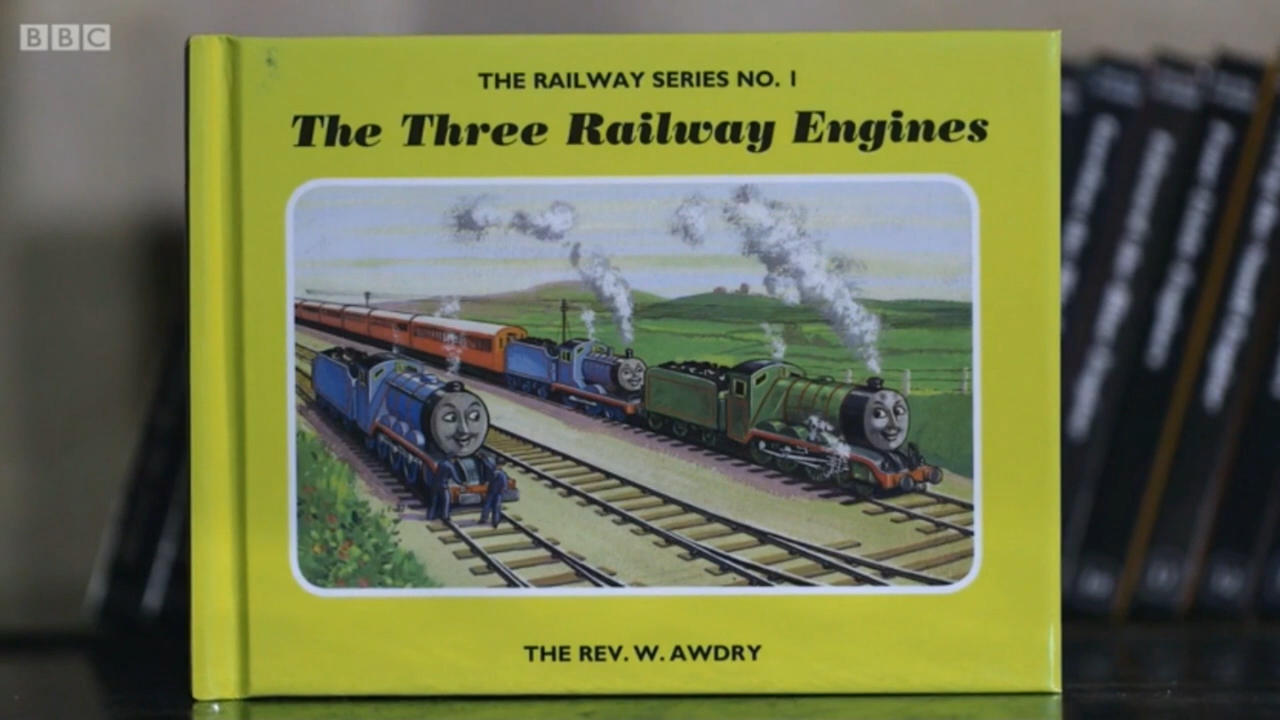 BBC
THE RAILWAY SERIES NO. 1
The Three Railway Engines
THE REV. W. AWDRY